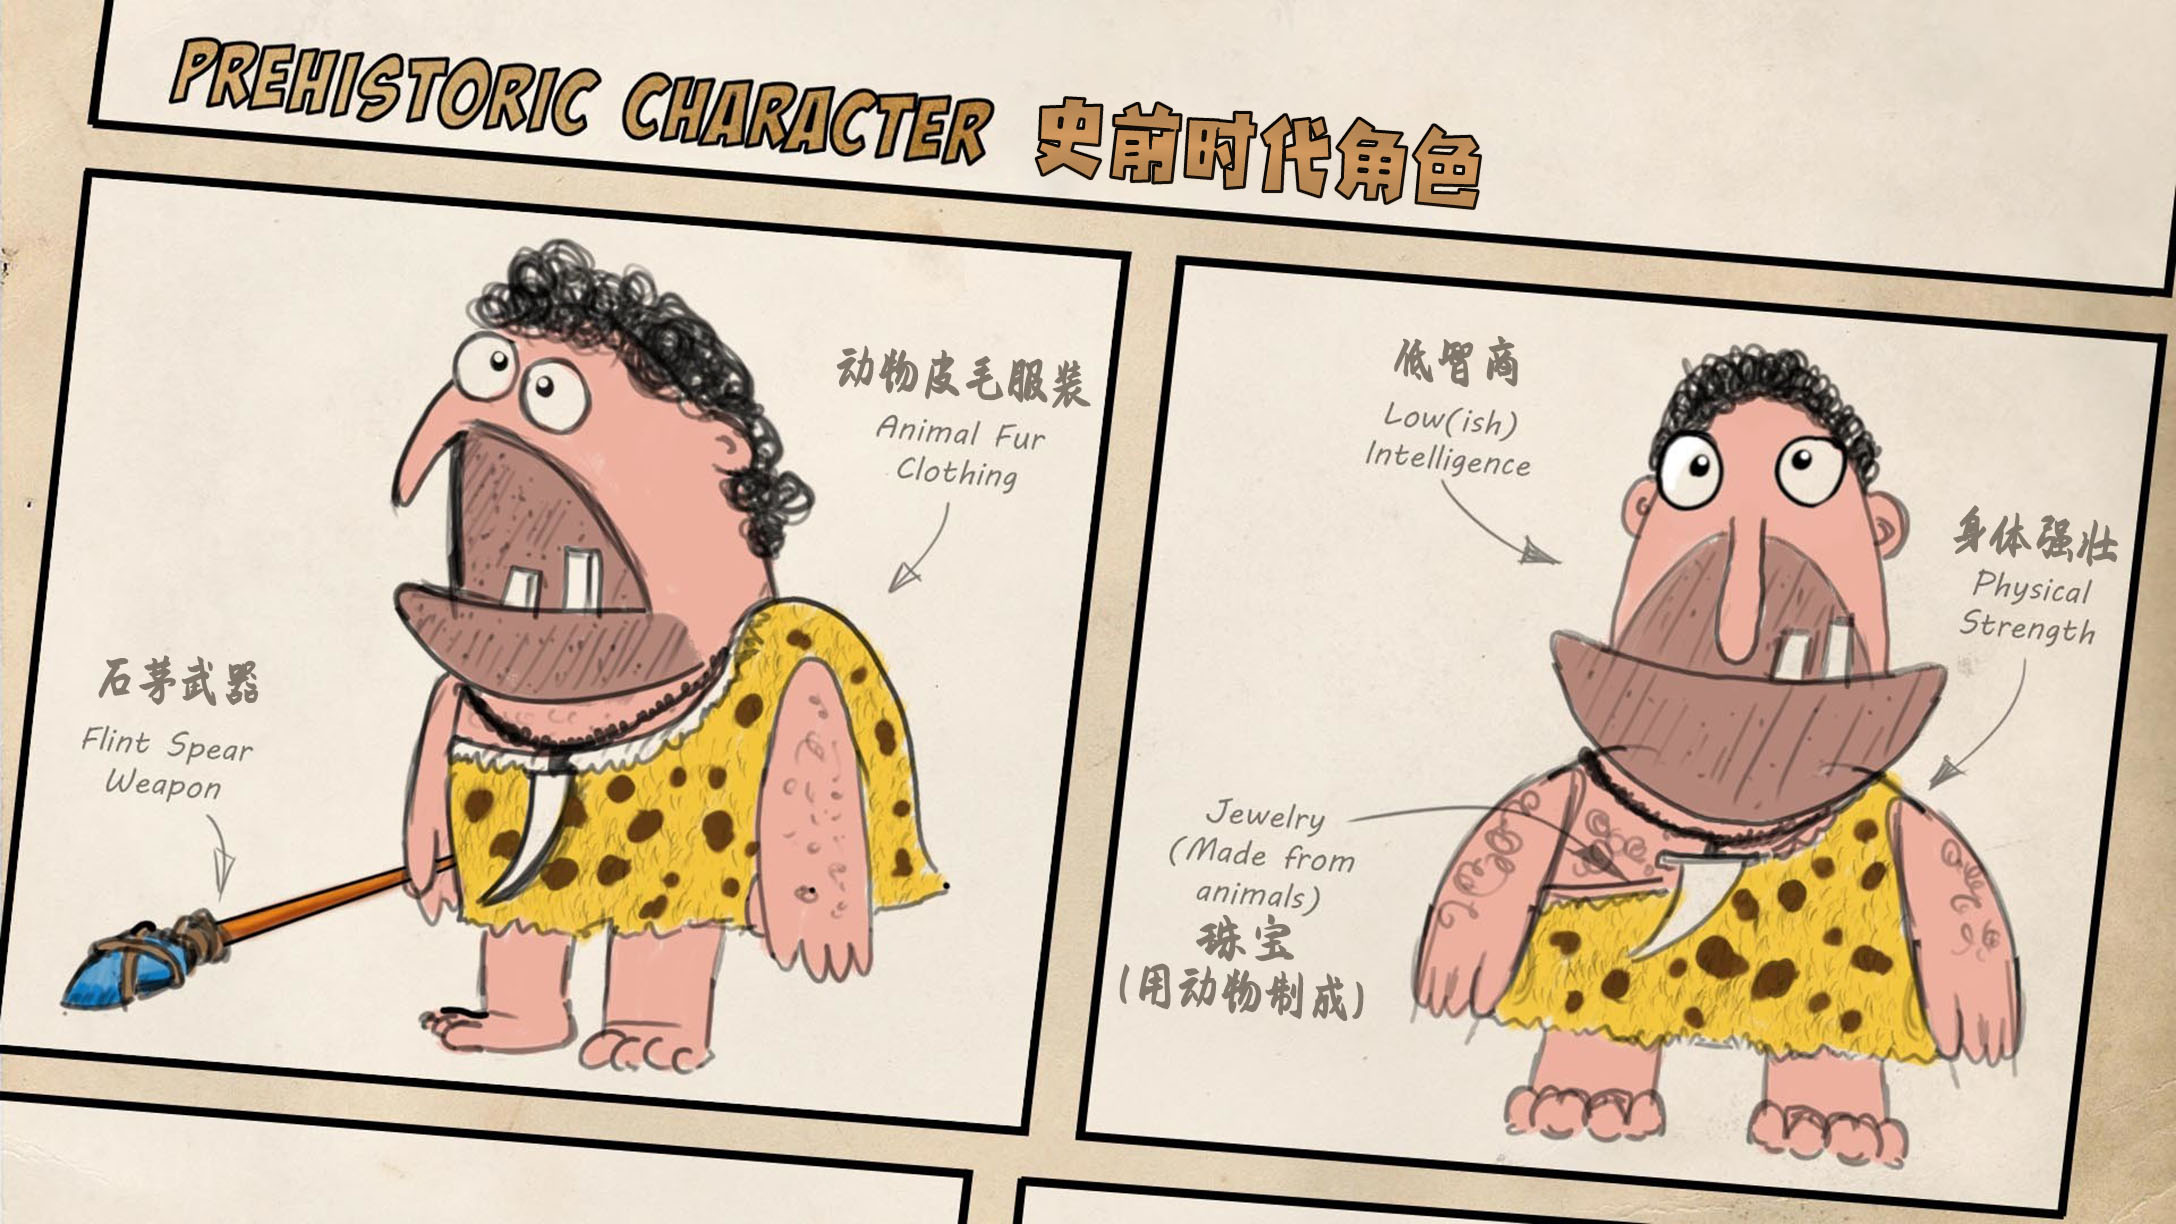 PREHISTORIC CHARACTER 史前时代角色
动物皮毛服装
Animal Fur
Clothing
石茅武器
Flint Spear
Weapon
低智商
Low(ish)
Intelligence
身体强壮
Physical
Strength
Jewelry
(Made from
animals)
珠宝
(用动物制成)